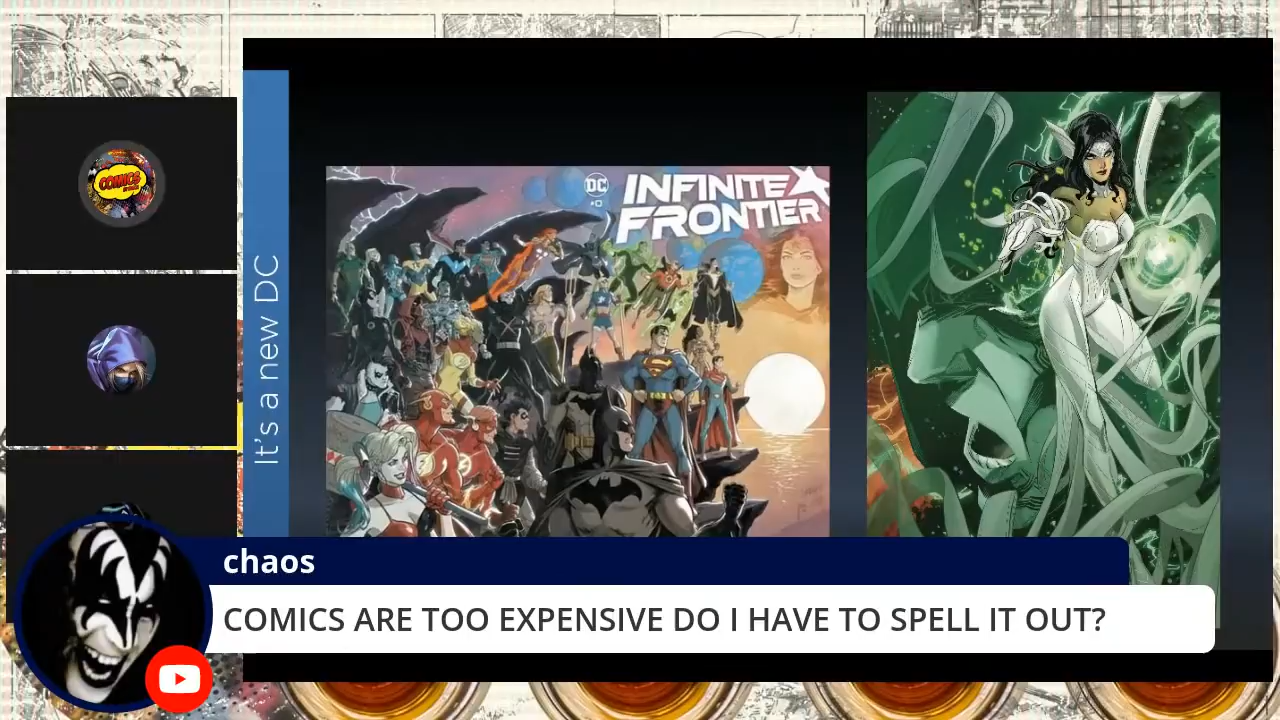 COMICS
It's a new DC
DC
#0
INFINITE
FRONTIER
chaos
COMICS ARE TOO EXPENSIVE DO I HAVE TO SPELL IT OUT?